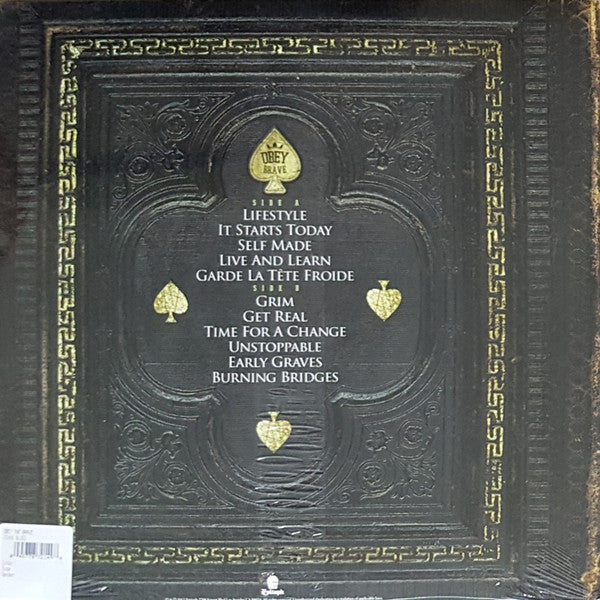 OBEY
BRAVE
SIDE A
LIFESTYLE
IT STARTS TODAY
SELF MADE
LIVE AND LEARN
GARDE LA TÊTE FROIDE
SIDE B
GRIM
GET REAL
TIME FOR A CHANGE
UNSTOPPABLE
EARLY GRAVES
BURNING BRIDGES
Epitaph